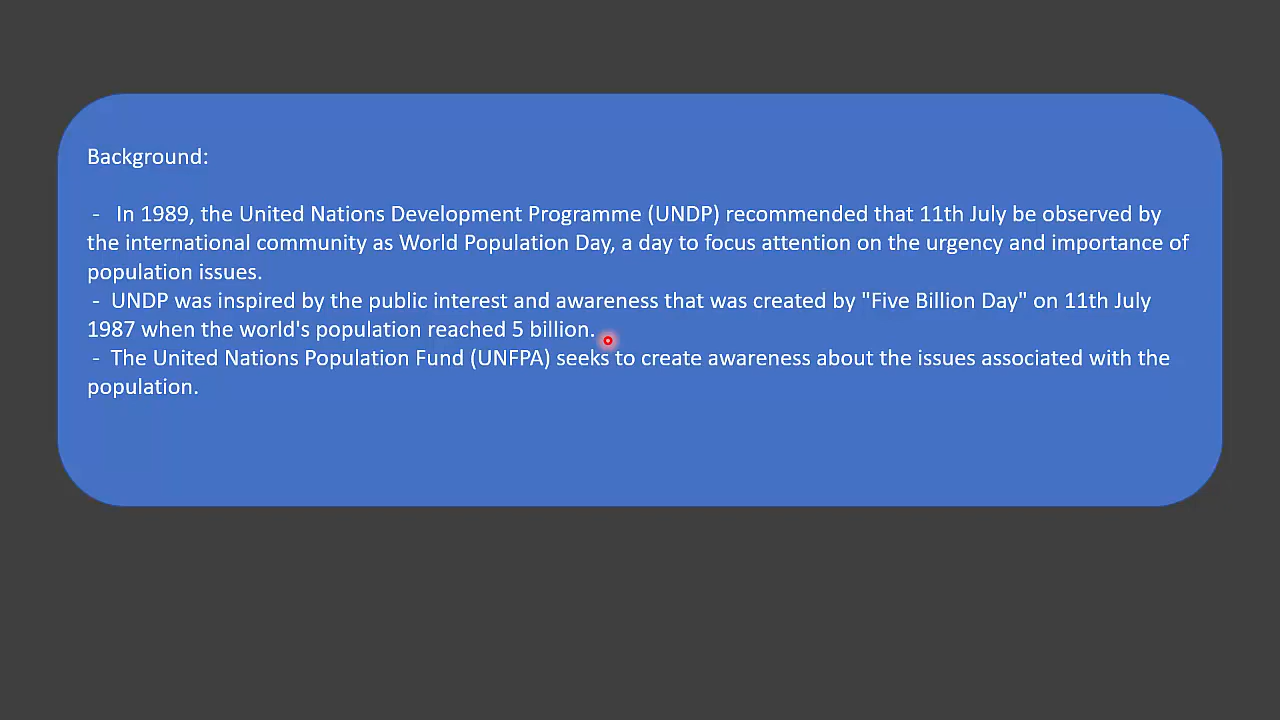 Background:
- In 1989, the United Nations Development Programme (UNDP) recommended that 11th July be observed by
the international community as World Population Day, a day to focus attention on the urgency and importance of
population issues.
- UNDP was inspired by the public interest and awareness that was created by "Five Billion Day" on 11th July
1987 when the world's population reached 5 billion.
- The United Nations Population Fund (UNFPA) seeks to create awareness about the issues associated with the
population.